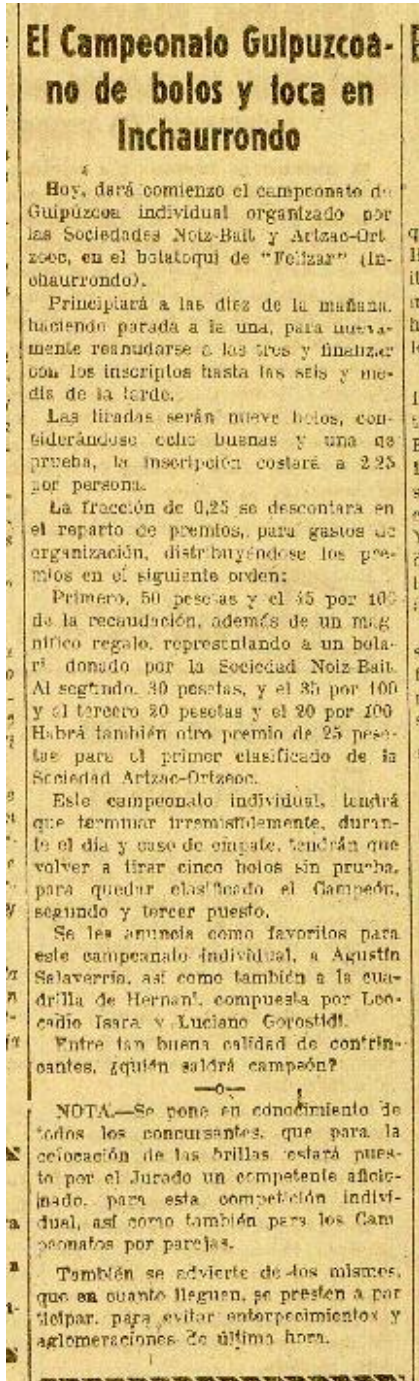 El Campeonato Guipuzcoa-
no de bolos y toca en
Inchaurrondo
Hoy, dará comienzo el campeonato de
Guipúzcoa individual organizado por
las Sociedades Noiz-Bait y Artzac-Ort
zeoc, en el bolatoqui de "Felizar" (In-
chaurrondo).
Principiará a las diez de la mañana,
haciendo parada a la una, para nueva-
mente reanudarse a las tres y finalizar
con los inscriptos hasta las seis y me-
dia de la tarde.
Las tiradas serán nueve bolos, con-
siderándose ocho buenas y una de
prueba, la inscripción costará a 2,25
por persona.
La fracción de 0,25 se descontará en
el reparto de premios, para gastos de
organización, distribuyéndose los pre-
mios en el siguiente orden:
Primero, 50 pesetas y el 45 por 100
de la recaudación, además de un mag
nífico regalo, representando a un bola-
ri donado por la Sociedad Noiz-Bait.
Al segundo, 30 pesetas, y el 35 por 100
y al tercero 20 pesetas y el 20 por 100
Habrá también otro premio de 25 pese-
tas para el primer clasificado de la
Sociedad Artzac-Ortzeoc.
Este campeonato individual, tendrá
que terminar irremisiblemente, duran-
te el día y caso de empate, tendrán que
volver a tirar cinco bolos sin prueba,
para quedar clasificado el Campeón,
segundo y tercer puesto.
Se les anuncia como favoritos para
este campeonato individual, a Agustín
Salaverría, así como también a la cua-
drilla de Hernani, compuesta por Leo-
cadio Isara y Luciano Gorostidi.
Entre tan buena calidad de contrin-
cantes, ¿quién saldrá campeón?
—o—
NOTA.—Se pone en conocimiento de
todos los concursantes, que para la
colocación de las brillas estará pues-
to por el Jurado un competente aficio-
nado, para esta competición indivi-
dual, así como también para los Cam
peonatos por parejas.
También se advierte de los mismos,
que en cuanto lleguen, se presten a par
ticipar, para evitar entorpecimientos y
aglomeraciones de última hora.